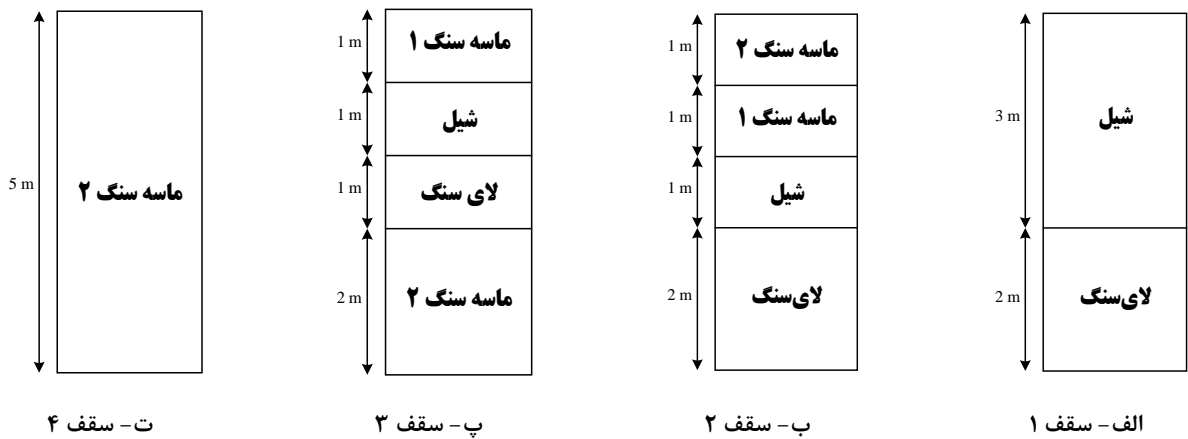 شیل
لای‌سنگ
3 m
2 m
الف- سقف ۱
ماسه سنگ ۲
ماسه سنگ ۱
شیل
لای‌سنگ
1 m
1 m
1 m
2 m
ب- سقف ۲
ماسه سنگ ۱
شیل
لای سنگ
ماسه سنگ ۲
1 m
1 m
1 m
2 m
پ- سقف ۳
ماسه سنگ ۲
5 m
ت- سقف ۴